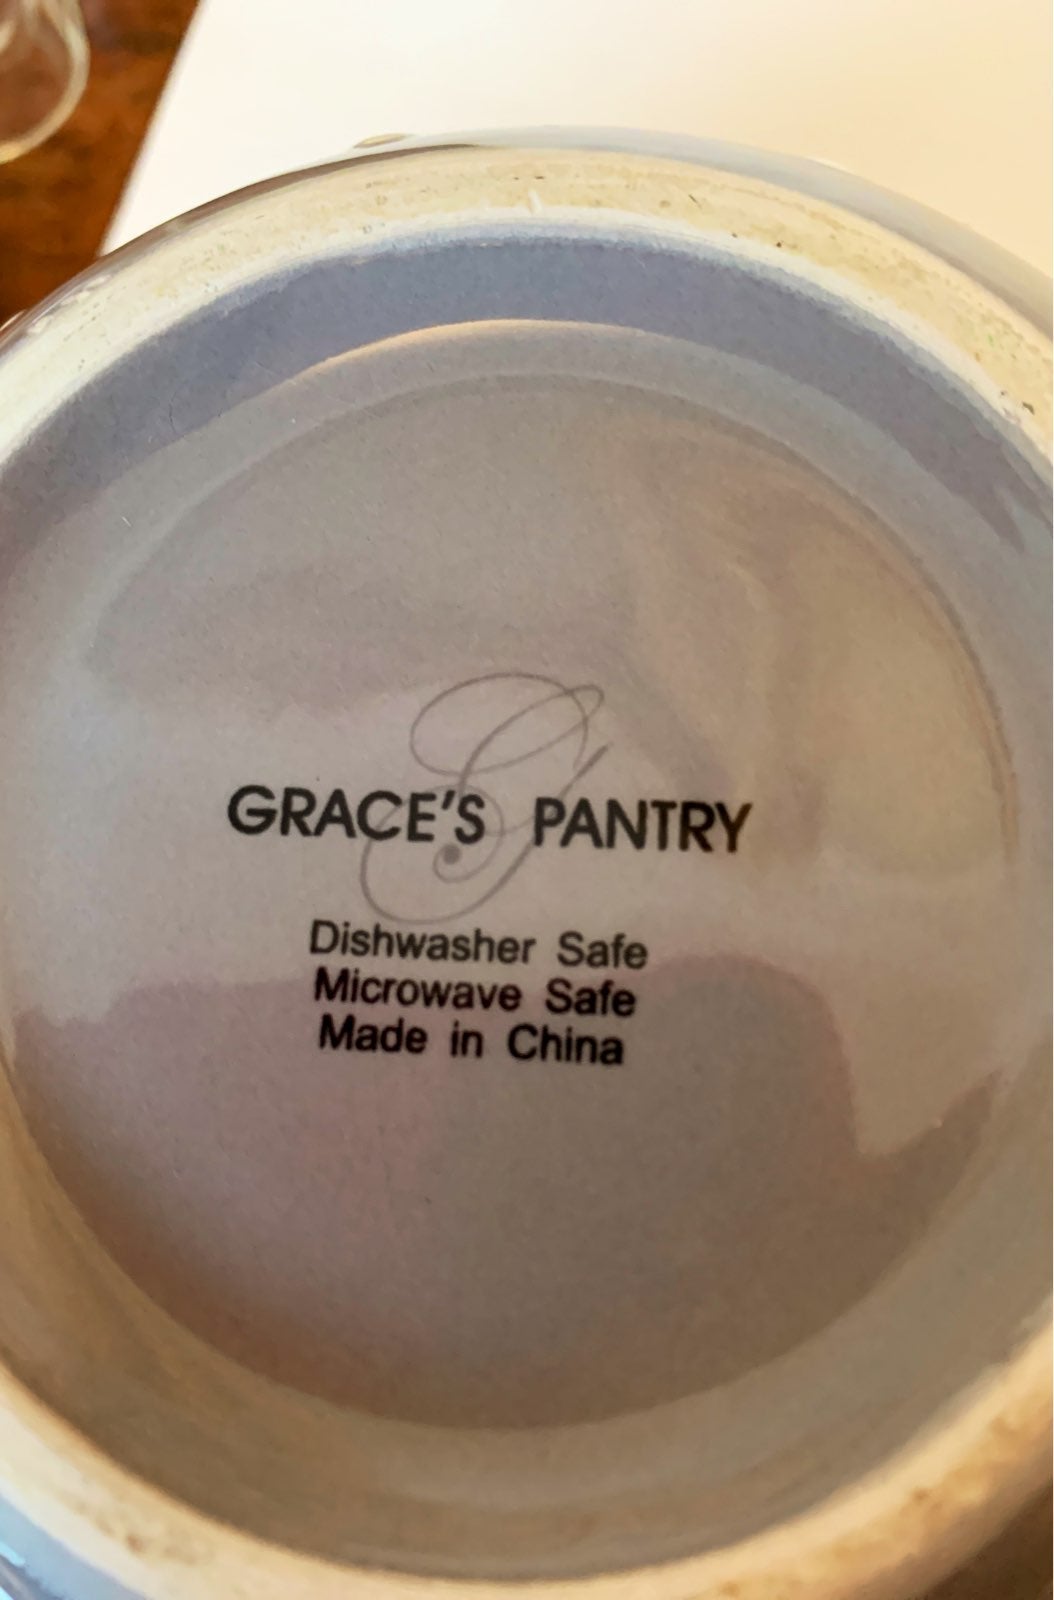 G
GRACE'S PANTRY
Dishwasher Safe
Microwave Safe
Made in China